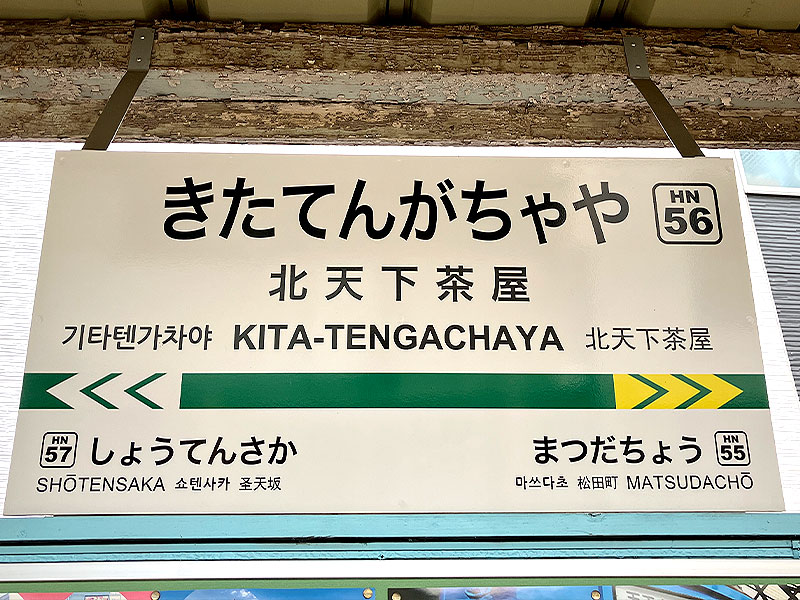 きたてんがちゃや HN 56
北天下茶屋
기타텐가차야 KITA-TENGACHAYA 北天下茶屋
HN 57 しょうてんさか まつだちょう HN 55
SHŌTENSAKA 쇼텐사카 圣天坂 마쓰다초 松田町 MATSUDACHŌ